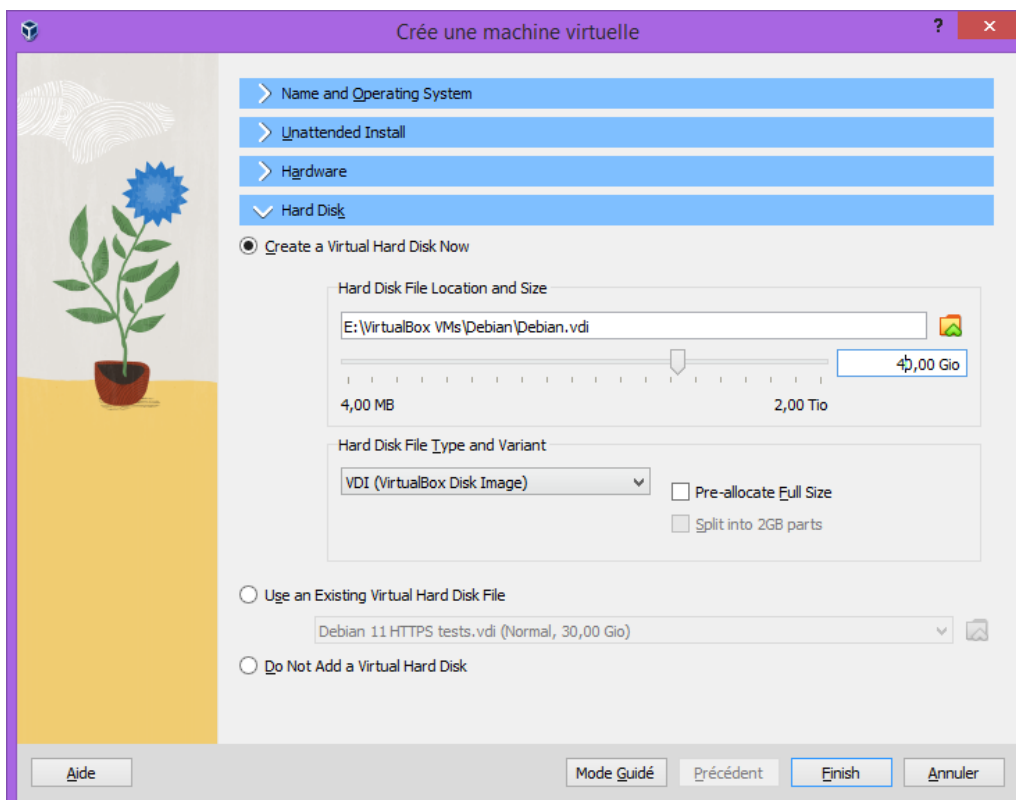 Crée une machine virtuelle
?
Name and Operating System
Unattended Install
Hardware
Hard Disk
Create a Virtual Hard Disk Now
Hard Disk File Location and Size
E:\VirtualBox VMs\Debian\Debian.vdi
40,00 Gio
4,00 MB 2,00 Tio
Hard Disk File Type and Variant
VDI (VirtualBox Disk Image)
Pre-allocate Full Size
Split into 2GB parts
Use an Existing Virtual Hard Disk File
Debian 11 HTTPS tests.vdi (Normal, 30,00 Gio)
Do Not Add a Virtual Hard Disk
Aide Mode Guidé Précédent Finish Annuler